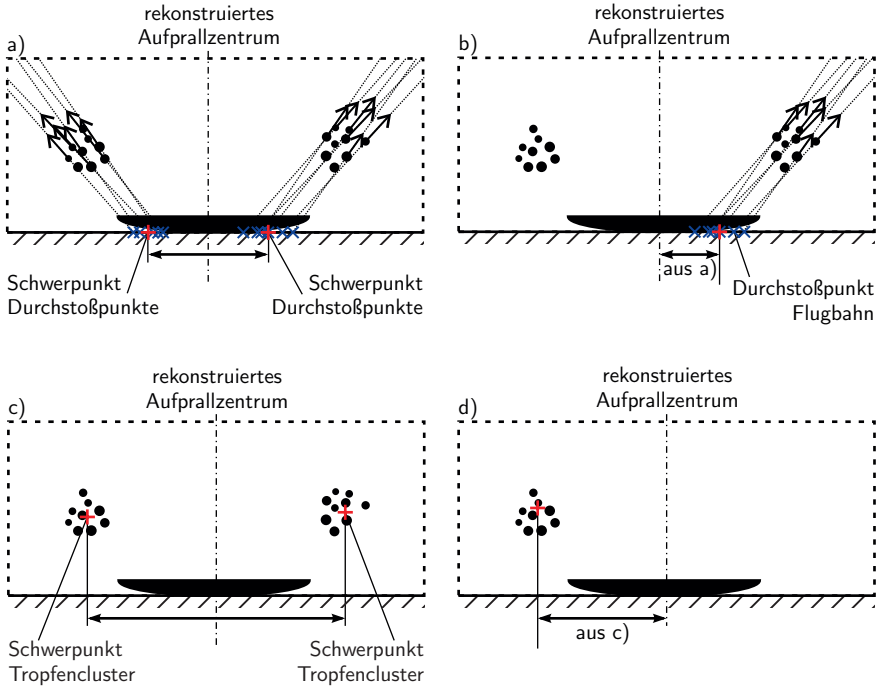 a)
rekonstruiertes
Aufprallzentrum
Schwerpunkt
Durchstoßpunkte
Schwerpunkt
Durchstoßpunkte
b)
rekonstruiertes
Aufprallzentrum
aus a)
Durchstoßpunkt
Flugbahn
c)
rekonstruiertes
Aufprallzentrum
Schwerpunkt
Tropfencluster
Schwerpunkt
Tropfencluster
d)
rekonstruiertes
Aufprallzentrum
aus c)